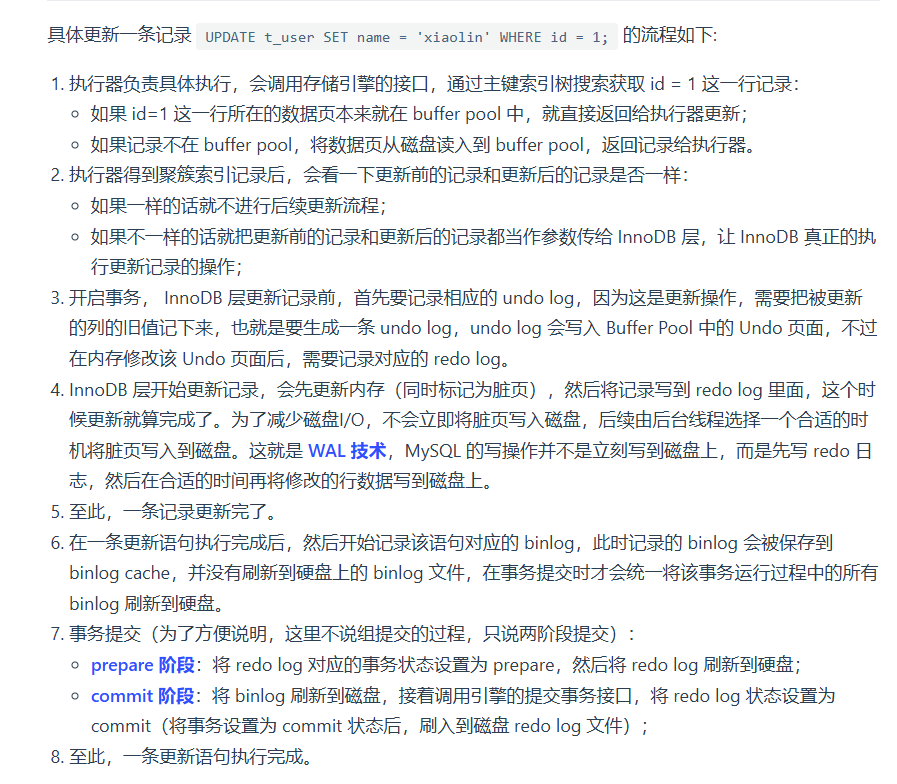 具体更新一条记录 UPDATE t_user SET name = 'xiaolin' WHERE id = 1; 的流程如下:
1. 执行器负责具体执行，会调用存储引擎的接口，通过主键索引树搜索获取 id = 1 这一行记录：
如果 id=1 这一行所在的数据页本来就在 buffer pool 中，就直接返回给执行器更新；
如果记录不在 buffer pool，将数据页从磁盘读入到 buffer pool，返回记录给执行器。
2. 执行器得到聚簇索引记录后，会看一下更新前的记录和更新后的记录是否一样：
如果一样的话就不进行后续更新流程；
如果不一样的话就把更新前的记录和更新后的记录都当作参数传给 InnoDB 层，让 InnoDB 真正的执
行更新记录的操作；
3. 开启事务， InnoDB 层更新记录前，首先要记录相应的 undo log，因为这是更新操作，需要把被更新
的列的旧值记下来，也就是要生成一条 undo log，undo log 会写入 Buffer Pool 中的 Undo 页面，不过
在内存修改该 Undo 页面后，需要记录对应的 redo log。
4. InnoDB 层开始更新记录，会先更新内存（同时标记为脏页），然后将记录写到 redo log 里面，这个时
候更新就算完成了。为了减少磁盘I/O，不会立即将脏页写入磁盘，后续由后台线程选择一个合适的时
机将脏页写入到磁盘。这就是 WAL 技术，MySQL 的写操作并不是立刻写到磁盘上，而是先写 redo 日
志，然后在合适的时间再将修改的行数据写到磁盘上。
5. 至此，一条记录更新完了。
6. 在一条更新语句执行完成后，然后开始记录该语句对应的 binlog，此时记录的 binlog 会被保存到
binlog cache，并没有刷新到硬盘上的 binlog 文件，在事务提交时才会统一将该事务运行过程中的所有
binlog 刷新到硬盘。
7. 事务提交（为了方便说明，这里不说组提交的过程，只说两阶段提交）：
prepare 阶段：将 redo log 对应的事务状态设置为 prepare，然后将 redo log 刷新到硬盘；
commit 阶段：将 binlog 刷新到磁盘，接着调用引擎的提交事务接口，将 redo log 状态设置为
commit（将事务设置为 commit 状态后，刷入到磁盘 redo log 文件）；
8. 至此，一条更新语句执行完成。